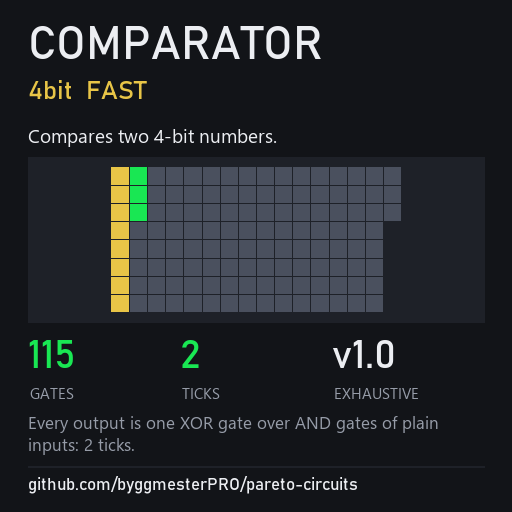 COMPARATOR
4bit FAST
Compares two 4-bit numbers.
115 2 v1.0
GATES TICKS EXHAUSTIVE
Every output is one XOR gate over AND gates of plain
inputs: 2 ticks.
github.com/byggmesterPRO/pareto-circuits